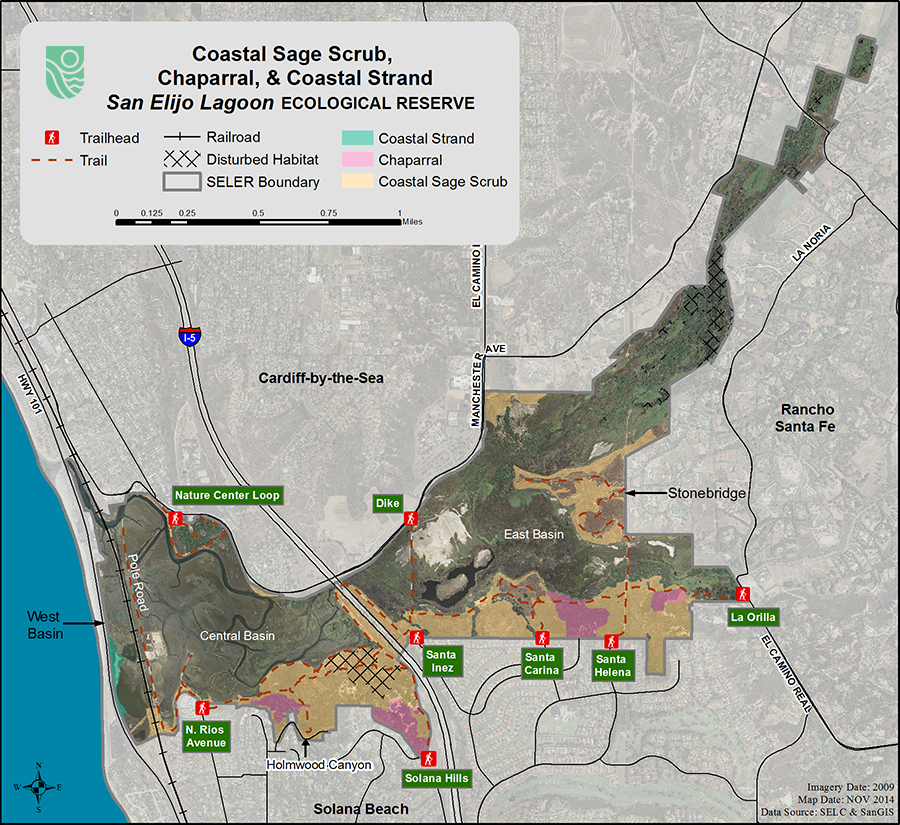 Coastal Sage Scrub,
Chaparral, & Coastal Strand
San Elijo Lagoon ECOLOGICAL RESERVE
Trailhead
Trail
Railroad
Disturbed Habitat
SELER Boundary
Coastal Strand
Chaparral
Coastal Sage Scrub
0 0.125 0.25 0.5 0.75 1
Miles
LA NORIA
EL CAMINO
I-5
MANCHESTER AVE
Cardiff-by-the-Sea
HWY 101
Rancho
Santa Fe
Nature Center Loop
Dike
Stonebridge
East Basin
Pole Road
West
Basin
Central Basin
La Orilla
Santa
Inez
Santa
Carina
Santa
Helena
EL CAMINO REAL
N. Rios
Avenue
Holmwood Canyon
Solana Hills
N
W E
S
Solana Beach
Imagery Date: 2009
Map Date: NOV 2014
Data Source: SELC & SanGIS